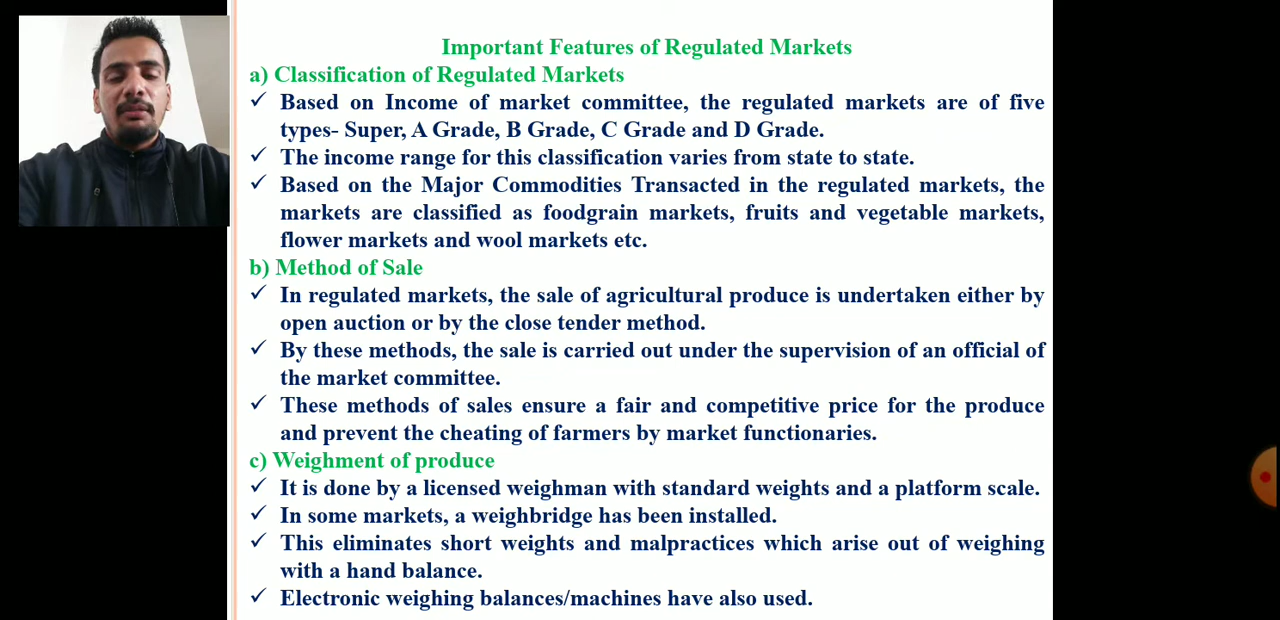 Important Features of Regulated Markets
a) Classification of Regulated Markets
✓ Based on Income of market committee, the regulated markets are of five
types- Super, A Grade, B Grade, C Grade and D Grade.
✓ The income range for this classification varies from state to state.
✓ Based on the Major Commodities Transacted in the regulated markets, the
markets are classified as foodgrain markets, fruits and vegetable markets,
flower markets and wool markets etc.
b) Method of Sale
✓ In regulated markets, the sale of agricultural produce is undertaken either by
open auction or by the close tender method.
✓ By these methods, the sale is carried out under the supervision of an official of
the market committee.
✓ These methods of sales ensure a fair and competitive price for the produce
and prevent the cheating of farmers by market functionaries.
c) Weighment of produce
✓ It is done by a licensed weighman with standard weights and a platform scale.
✓ In some markets, a weighbridge has been installed.
✓ This eliminates short weights and malpractices which arise out of weighing
with a hand balance.
✓ Electronic weighing balances/machines have also used.